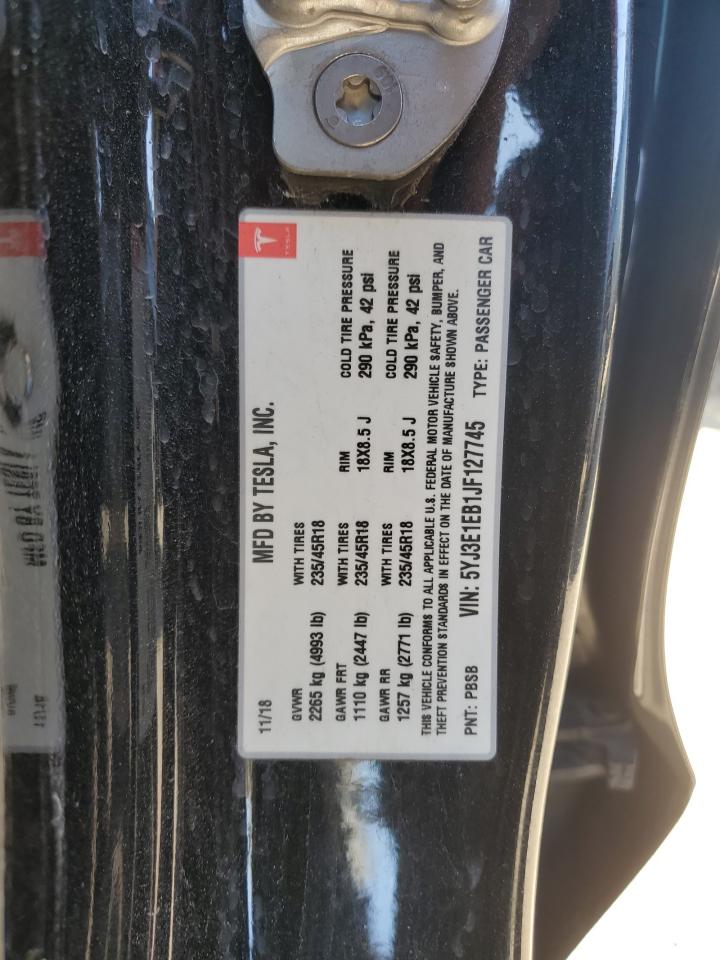 TESLA
MFD BY TESLA, INC.
11/18
GVWR WITH TIRES
2265 kg (4993 lb) 235/45R18
GAWR FRT WITH TIRES RIM COLD TIRE PRESSURE
1110 kg (2447 lb) 235/45R18 18X8.5 J 290 kPa, 42 psi
GAWR RR WITH TIRES RIM COLD TIRE PRESSURE
1257 kg (2771 lb) 235/45R18 18X8.5 J 290 kPa, 42 psi
THIS VEHICLE CONFORMS TO ALL APPLICABLE U.S. FEDERAL MOTOR VEHICLE SAFETY, BUMPER, AND
THEFT PREVENTION STANDARDS IN EFFECT ON THE DATE OF MANUFACTURE SHOWN ABOVE.
PNT: PBSB VIN: 5YJ3E1EB1JF127745 TYPE: PASSENGER CAR